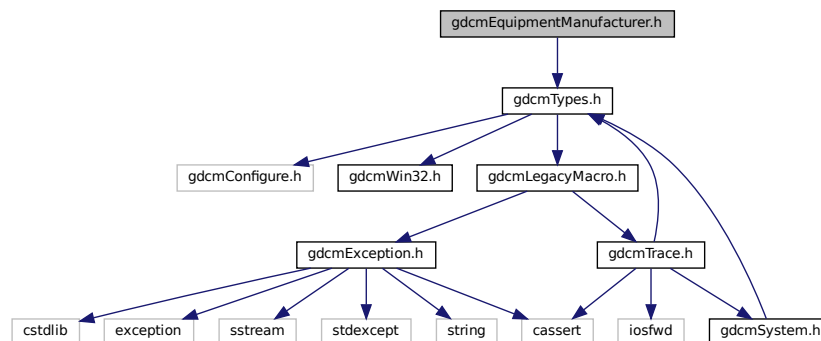 gdcmEquipmentManufacturer.h
gdcmTypes.h
gdcmConfigure.h
gdcmWin32.h
gdcmLegacyMacro.h
gdcmException.h
gdcmTrace.h
cstdlib
exception
sstream
stdexcept
string
cassert
iosfwd
gdcmSystem.h